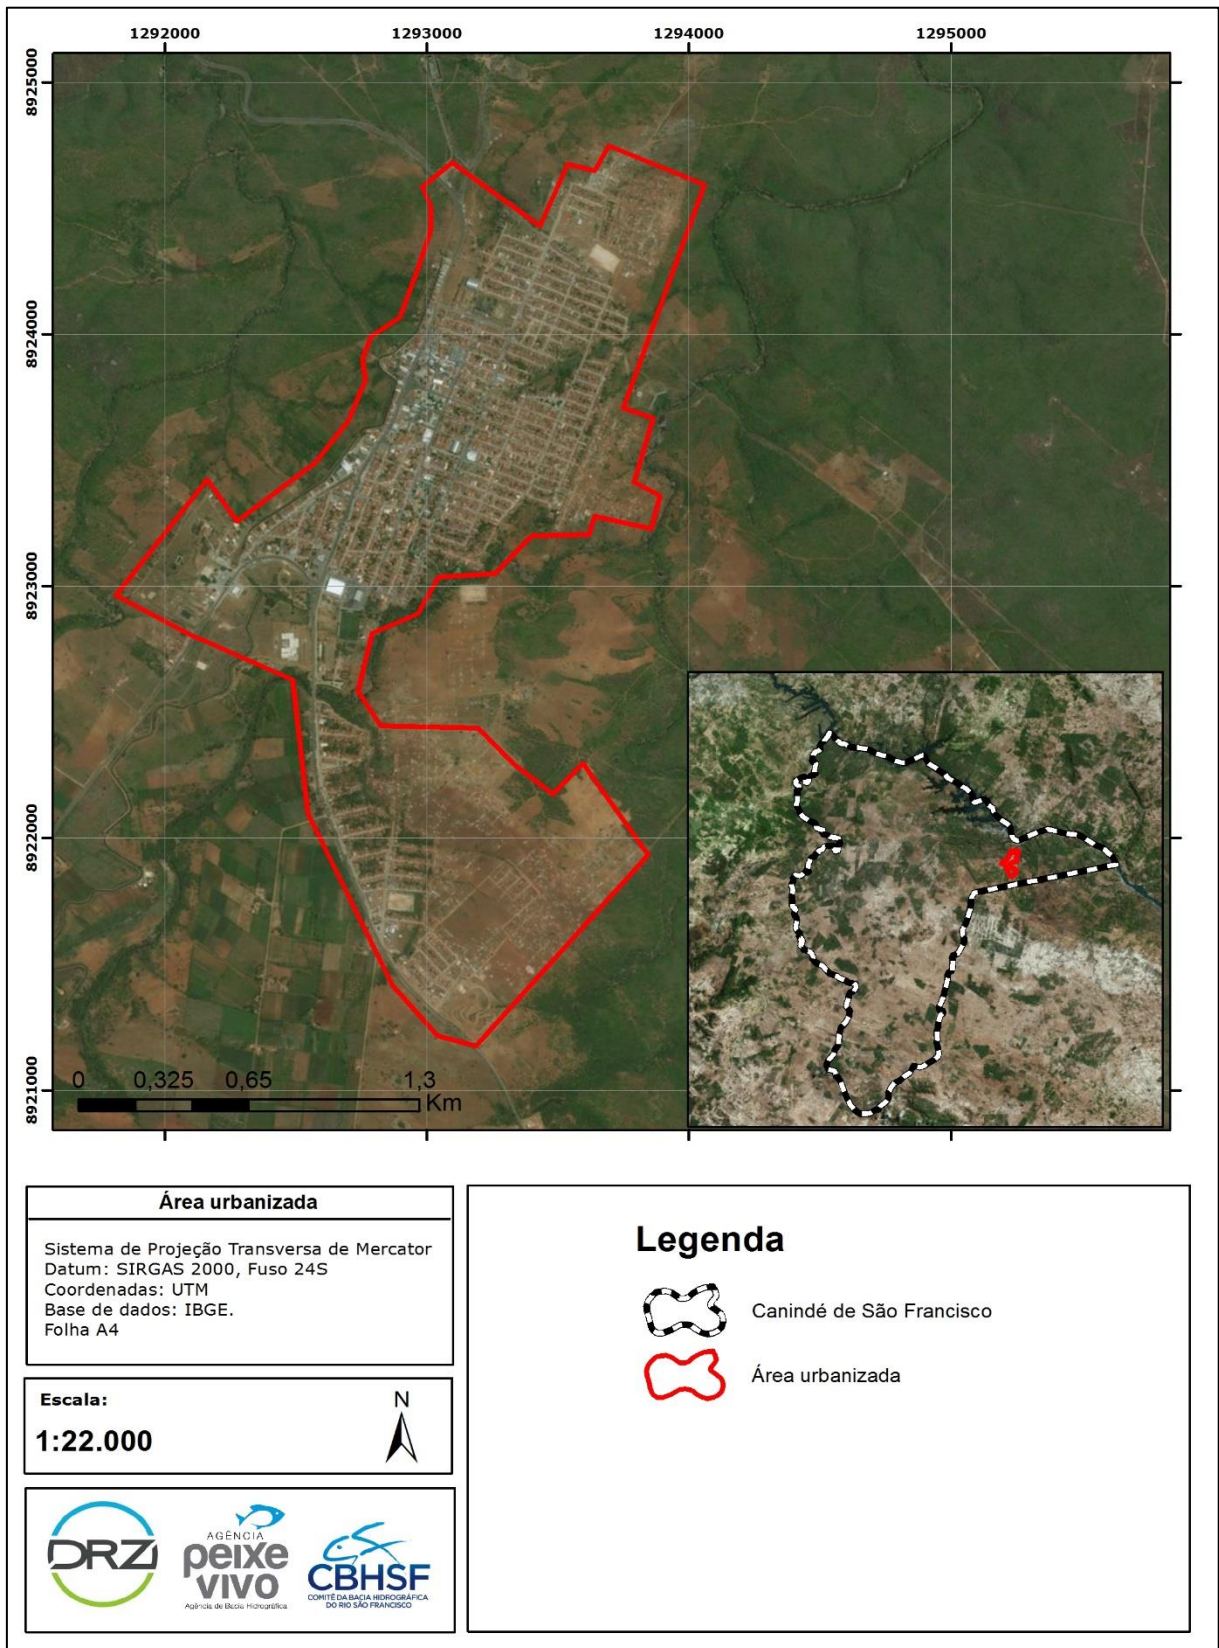 1292000 1293000 1294000 1295000
8925000
8924000
8923000
8922000
8921000
0 0,325 0,65 1,3
Km
Área urbanizada
Sistema de Projeção Transversa de Mercator
Datum: SIRGAS 2000, Fuso 24S
Coordenadas: UTM
Base de dados: IBGE.
Folha A4
Escala:
1:22.000
N
DRZ
AGÊNCIA
peixe
vivo
Agência de Bacia Hidrográfica
CBHSF
COMITÊ DA BACIA HIDROGRÁFICA
DO RIO SÃO FRANCISCO
Legenda
Canindé de São Francisco
Área urbanizada